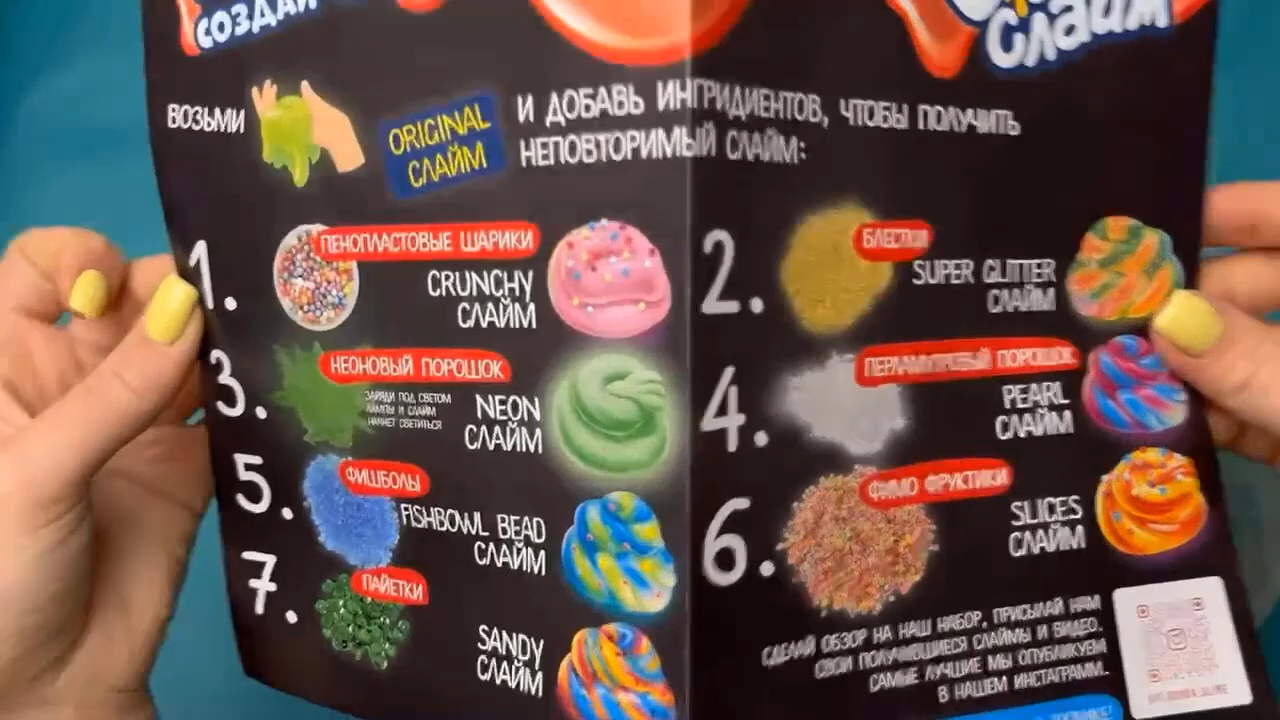 СОЗДАЙ
СЛАЙМ
ВОЗЬМИ
ORIGINAL
СЛАЙМ
И ДОБАВЬ ИНГРИДИЕНТОВ, ЧТОБЫ ПОЛУЧИТЬ
НЕПОВТОРИМЫЙ СЛАЙМ:
1.
ПЕНОПЛАСТОВЫЕ ШАРИКИ
CRUNCHY
СЛАЙМ
2.
БЛЕСТКИ
SUPER GLITTER
СЛАЙМ
3.
НЕОНОВЫЙ ПОРОШОК
ЗАРЯДИ ПОД СВЕТОМ
ЛАМПЫ И СЛАЙМ
НАЧНЕТ СВЕТИТЬСЯ
NEON
СЛАЙМ
4.
ПЕРЛАМУТРОВЫЙ ПОРОШОК
PEARL
СЛАЙМ
5.
ФИШБОЛЫ
FISHBOWL BEAD
СЛАЙМ
6.
ФИМО ФРУКТИКИ
SLICES
СЛАЙМ
7.
ПАЙЕТКИ
SANDY
СЛАЙМ
СДЕЛАЙ ОБЗОР НА НАШ НАБОР, ПРИСЫЛАЙ НАМ
СВОИ ПОЛУЧИВШИЕСЯ СЛАЙМЫ И ВИДЕО.
САМЫЕ ЛУЧШИЕ МЫ ОПУБЛИКУЕМ
В НАШЕМ ИНСТАГРАММ.